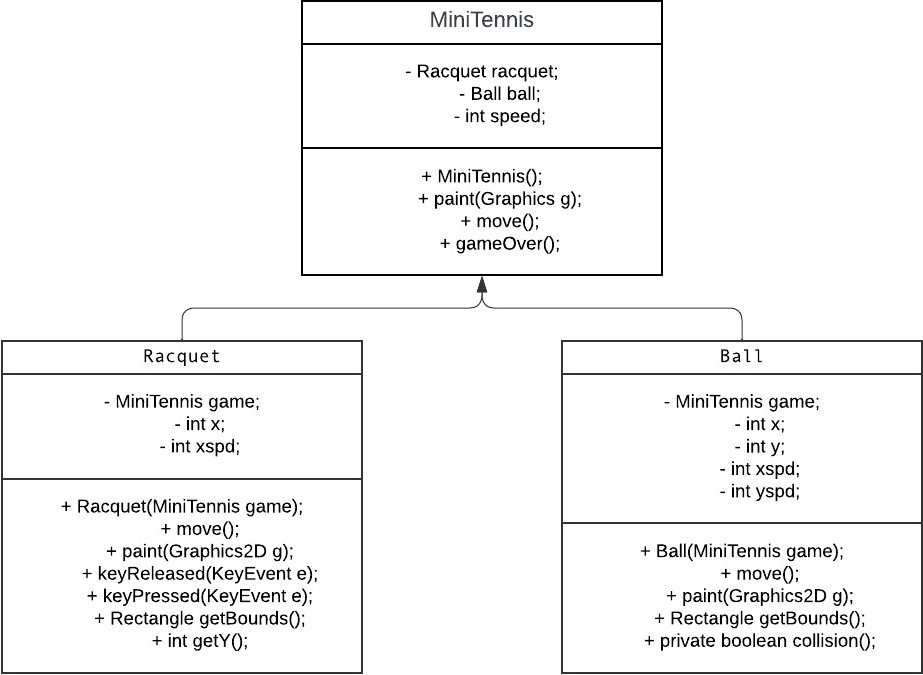 MiniTennis
- Racquet racquet;
- Ball ball;
- int speed;
+ MiniTennis();
+ paint(Graphics g);
+ move();
+ gameOver();
Racquet
- MiniTennis game;
- int x;
- int xspd;
+ Racquet(MiniTennis game);
+ move();
+ paint(Graphics2D g);
+ keyReleased(KeyEvent e);
+ keyPressed(KeyEvent e);
+ Rectangle getBounds();
+ int getY();
Ball
- MiniTennis game;
- int x;
- int y;
- int xspd;
- int yspd;
+ Ball(MiniTennis game);
+ move();
+ paint(Graphics2D g);
+ Rectangle getBounds();
+ private boolean collision();